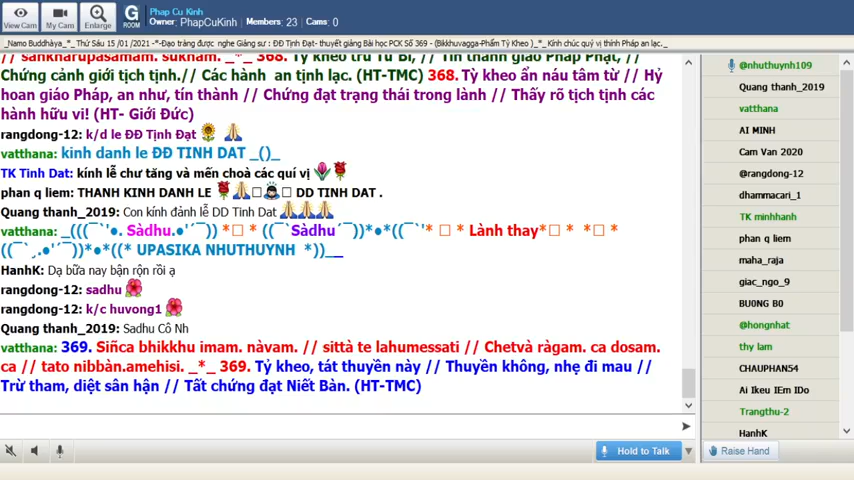 View Cam
My Cam
Enlarge
G ROOM
Phap Cu Kinh
Owner: PhapCuKinh Members: 23 Cams: 0
_Namo Buddhàya_*_ Thứ Sáu 15 /01 /2021 -*-Đạo tràng được nghe Giảng sư : ĐĐ Tịnh Đạt- thuyết giảng Bài học PCK Số 369 - (Bikkhuvagga-Phẩm Tỷ Kheo )_*_ Kính chúc quý vị thính Pháp an lạc._
Chứng cảnh giới tịch tịnh.// Các hành an tịnh lạc. (HT-TMC) 368. Tỳ kheo ẩn náu tâm từ // Hỷ
hoan giáo Pháp, an như, tín thành // Chứng đạt trạng thái trong lành // Thấy rõ tịch tịnh các
hành hữu vi! (HT- Giới Đức)
rangdong-12: k/d le ĐĐ Tịnh Đạt
vatthana: kinh danh le ĐĐ TINH DAT _()_
TK Tinh Dat: kính lễ chư tăng và mến choà các quí vị
phan q liem: THANH KINH DANH LE DD TINH DAT .
Quang thanh_2019: Con kính đảnh lễ DD Tinh Dat
vatthana: _(((¯`'●. Sàdhu.●'´¯)) *□ * ((¯`Sàdhu´¯))*●*((¯`'* □ * Lành thay*□ * *□ *
((¯`¸.●'´¯))*●*((* UPASIKA NHUTHUYNH *))__
HanhK: Dạ bữa nay bận rộn rồi ạ
rangdong-12: sadhu
rangdong-12: k/c huvong1
Quang thanh_2019: Sadhu Cô Nh
vatthana: 369. Siñca bhikkhu imam. nàvam. // sittà te lahumessati // Chetvà ràgam. ca dosam.
ca // tato nibbàn.amehisi. _*_ 369. Tỷ kheo, tát thuyền này // Thuyền không, nhẹ đi mau //
Trừ tham, diệt sân hận // Tất chứng đạt Niết Bàn. (HT-TMC)
Hold to Talk
Raise Hand
@nhuthuynh109
Quang thanh_2019
vatthana
AI MINH
Cam Van 2020
@rangdong-12
dhammacari_1
TK minhhanh
phan q liem
maha_raja
giac_ngo_9
BU0NG B0
@hongnhat
thy lam
CHAUPHAN54
Ai Ikeu IEm IDo
Trangthu-2
HanhK